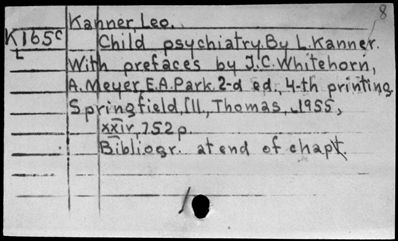 8
Kanner, Leo.
K165c Child psychiatry. By L. Kanner.
L With prefaces by J.C. Whitehorn,
A. Meyer, E.A. Park. 2-d ed., 4-th printing.
Springfield, Ill, Thomas, 1955,
xxiv, 752 p.
Bibliogr. at end of chapt.